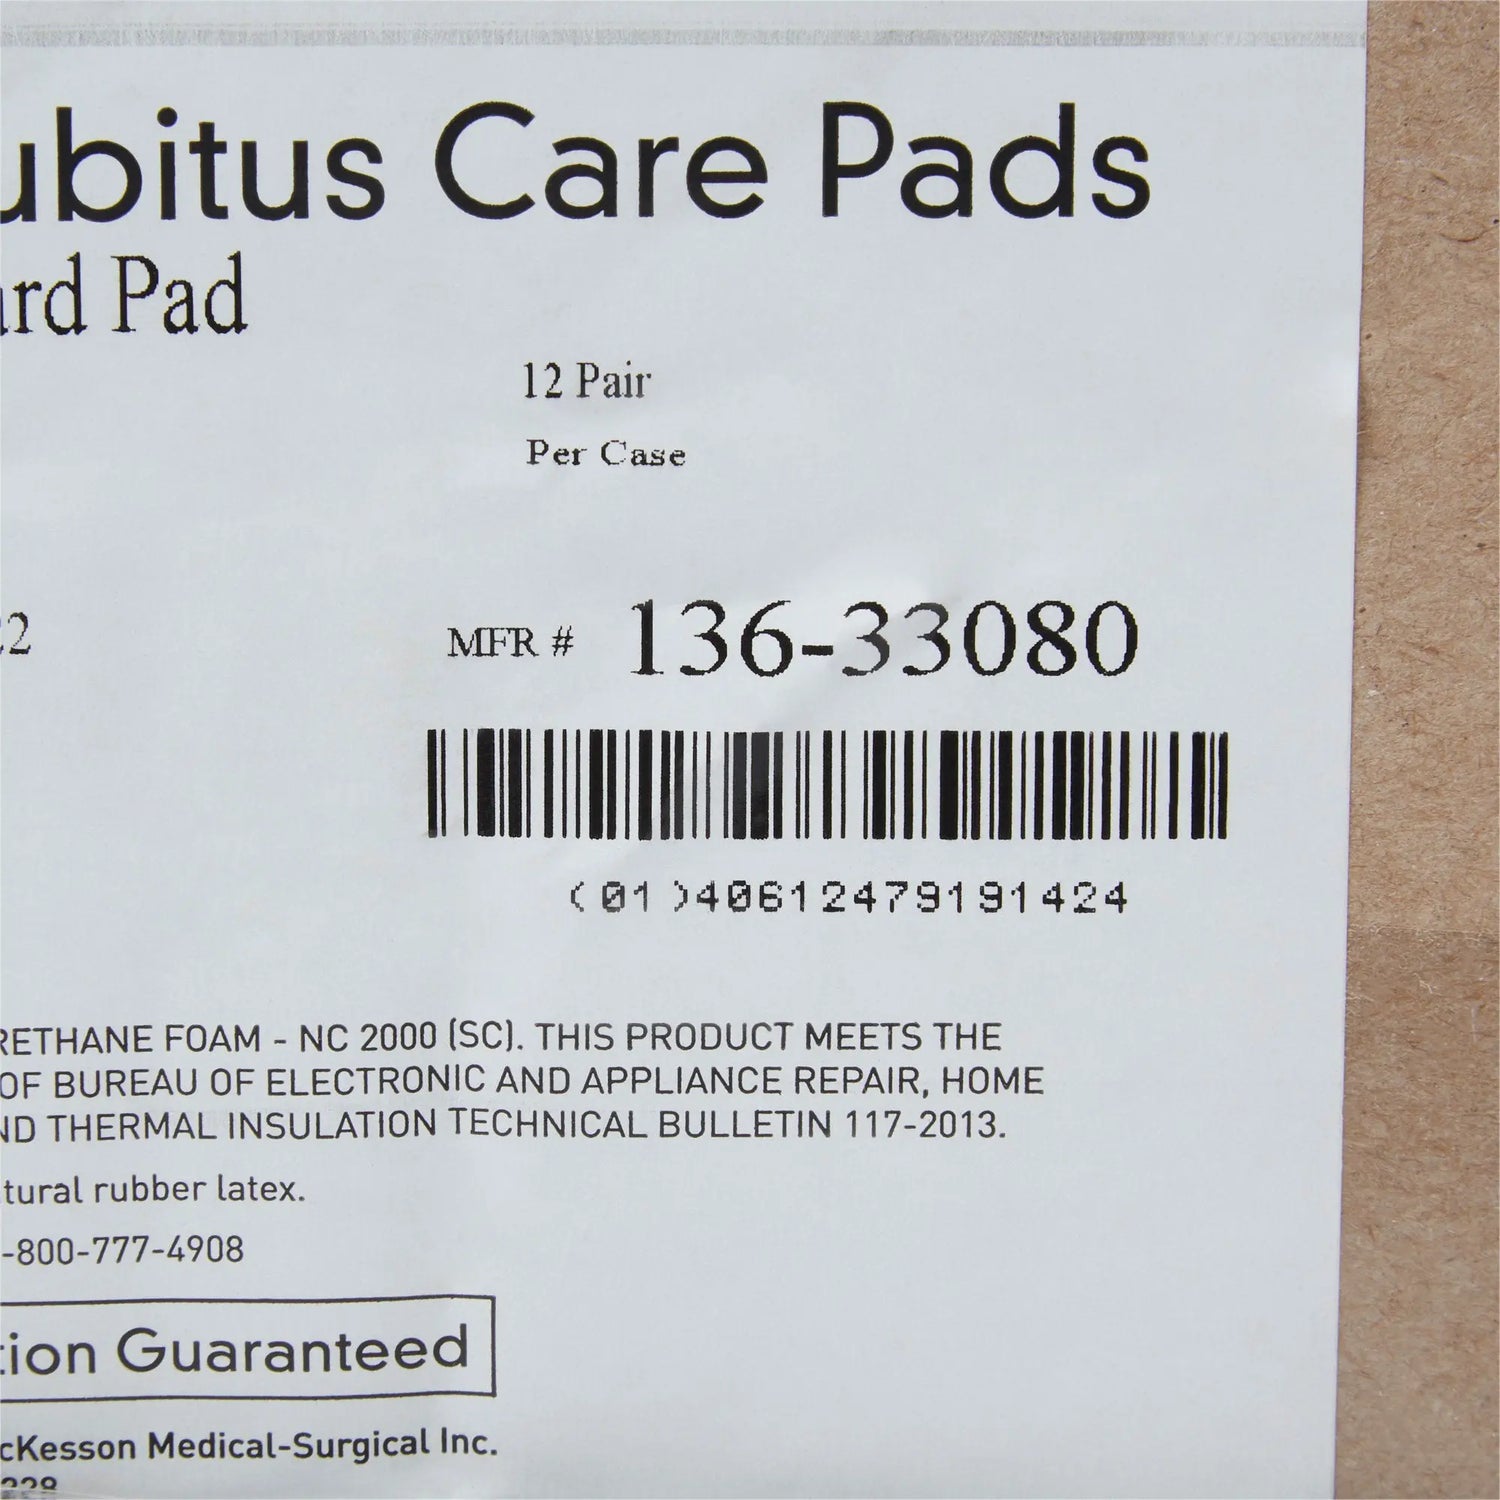 ubitus Care Pads
ard Pad
12 Pair
Per Case
22
MFR # 136-33080
(01)40612479191424
RETHANE FOAM - NC 2000 (SC). THIS PRODUCT MEETS THE
OF BUREAU OF ELECTRONIC AND APPLIANCE REPAIR, HOME
ND THERMAL INSULATION TECHNICAL BULLETIN 117-2013.
tural rubber latex.
-800-777-4908
tion Guaranteed
cKesson Medical-Surgical Inc.